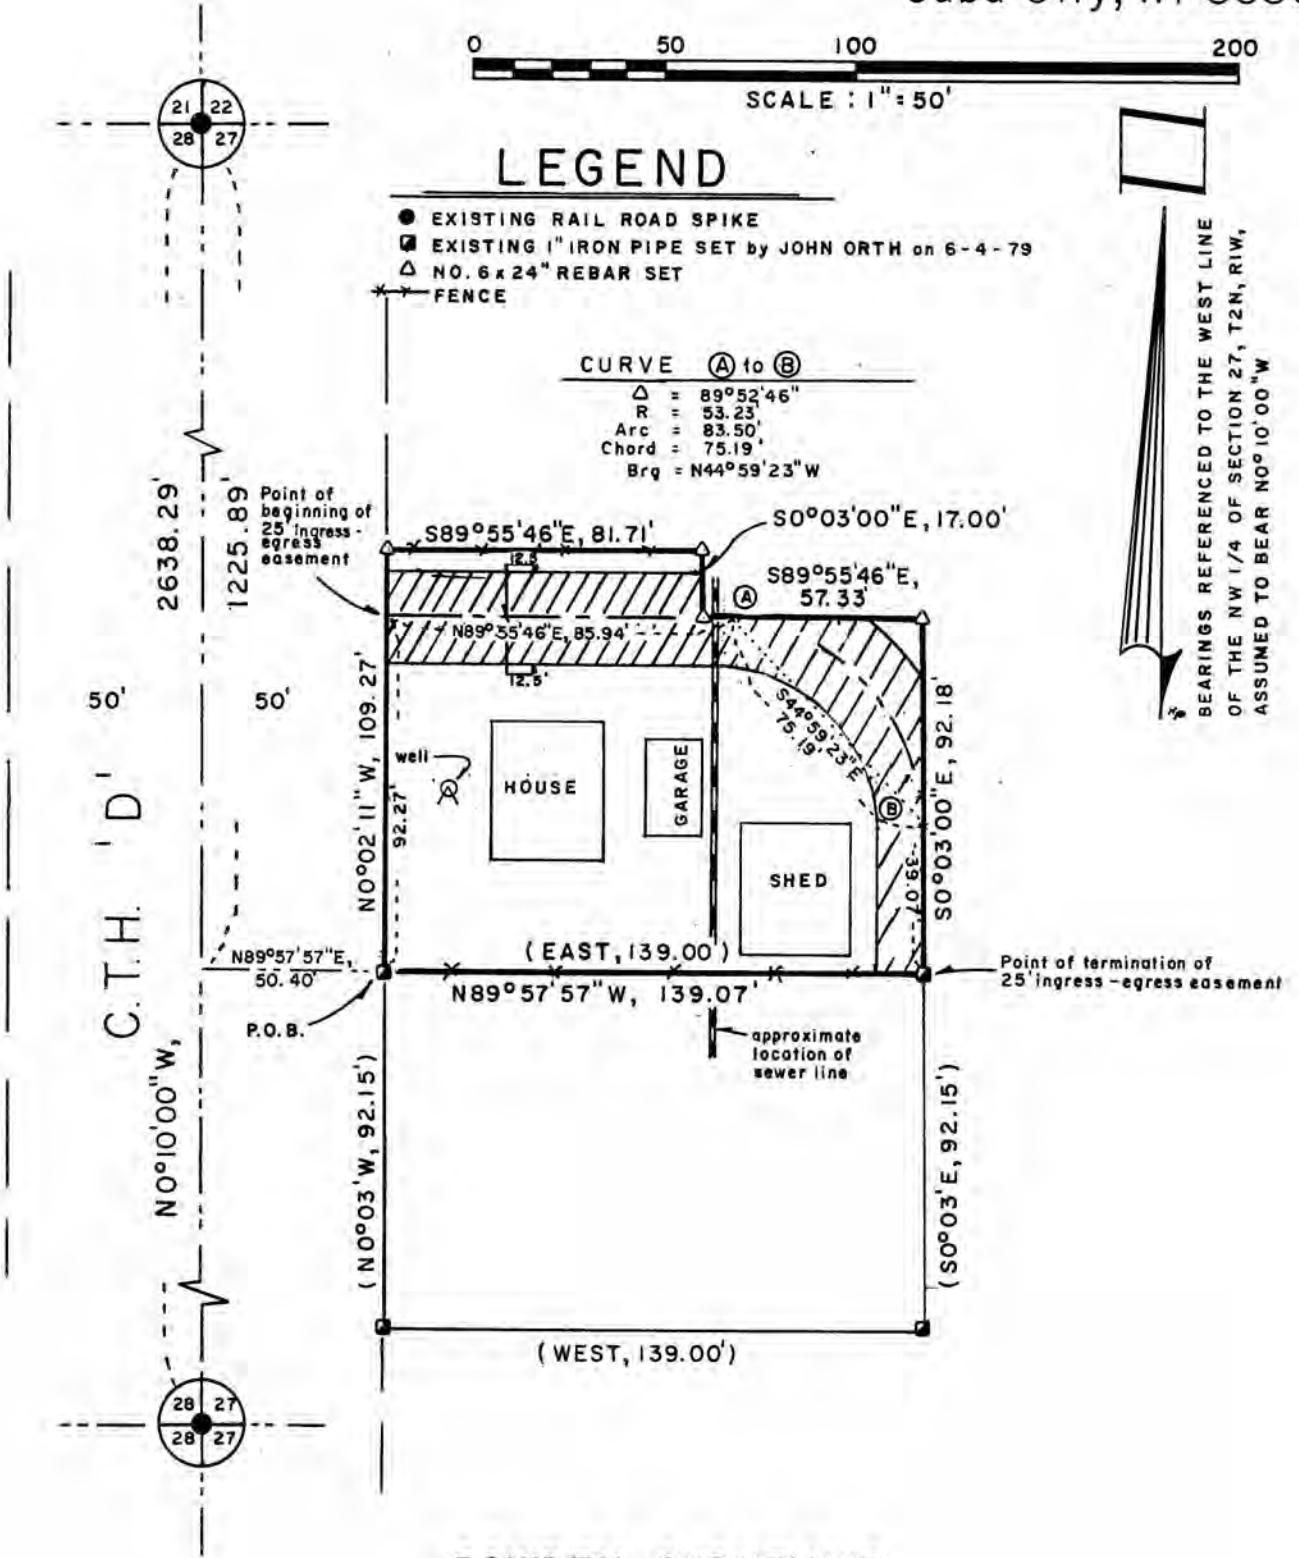 0 50 100 200
SCALE : 1" = 50'
21 22
28 27
LEGEND
EXISTING RAIL ROAD SPIKE
EXISTING 1" IRON PIPE SET by JOHN ORTH on 6-4-79
NO. 6 x 24" REBAR SET
FENCE
CURVE A to B
Δ = 89°52'46"
R = 53.23'
Arc = 83.50'
Chord = 75.19'
Brg = N44°59'23"W
BEARINGS REFERENCED TO THE WEST LINE
OF THE NW 1/4 OF SECTION 27, T2N, R1W,
ASSUMED TO BEAR N0°10'00"W
2638.29'
1225.89'
Point of
beginning of
25' ingress-
egress
easement
S89°55'46"E, 81.71'
S0°03'00"E, 17.00'
S89°55'46"E,
57.33'
12.5'
A
N89°55'46"E, 85.94'
12.5'
50' 50'
N0°02'11"W, 109.27'
92.27'
well
HOUSE
GARAGE
S44°59'23"E
75.19'
B
SHED
39.07'
S0°03'00"E, 92.18'
C.T.H. 'D'
N89°57'57"E,
50.40'
(EAST, 139.00')
N89°57'57"W, 139.07'
P.O.B.
Point of termination of
25' ingress-egress easement
approximate
location of
sewer line
N0°10'00"W,
(N0°03'W, 92.15')
(S0°03'E, 92.15')
(WEST, 139.00')
28 27
28 27